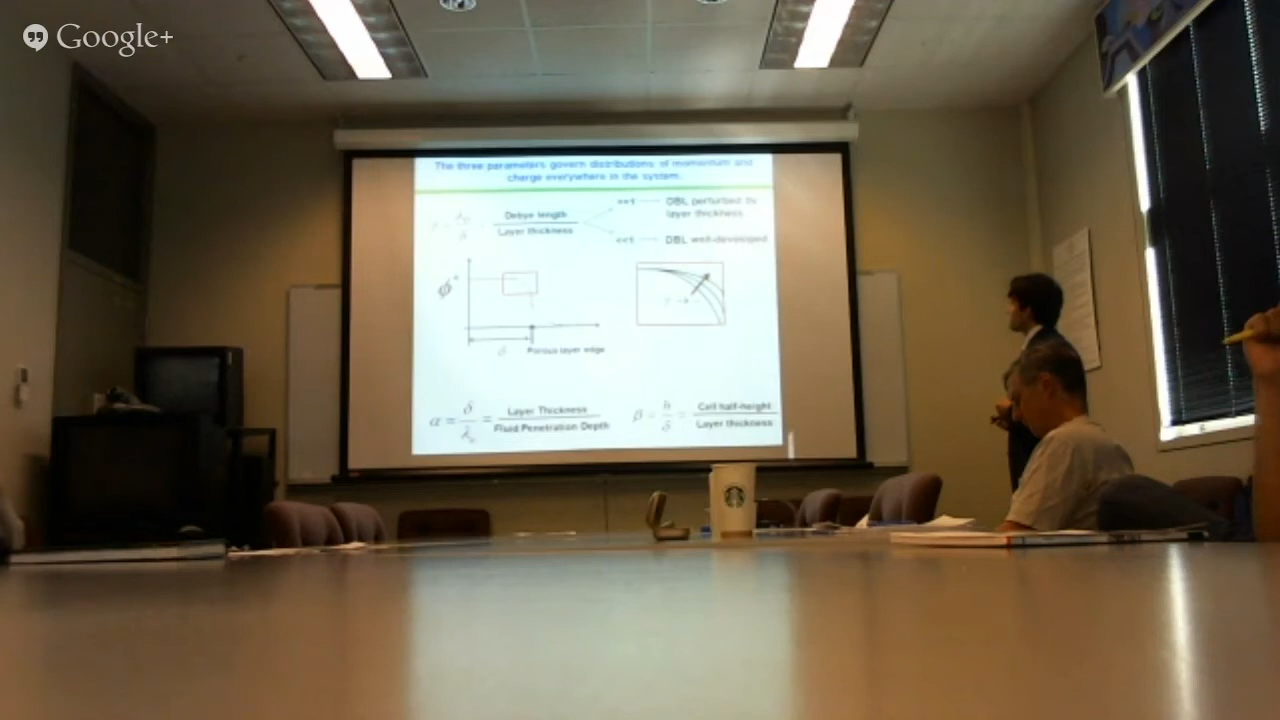 Google+
The three parameters govern distributions of momentum and
charge everywhere in the system.
Debye length
Layer thickness
DBL perturbed by
layer thickness
<<1
DBL well-developed
ϕ*
δ
Porous layer edge
α = δ / λ = Layer Thickness / Fluid Penetration Depth
β = h / δ = Cell half-height / Layer thickness